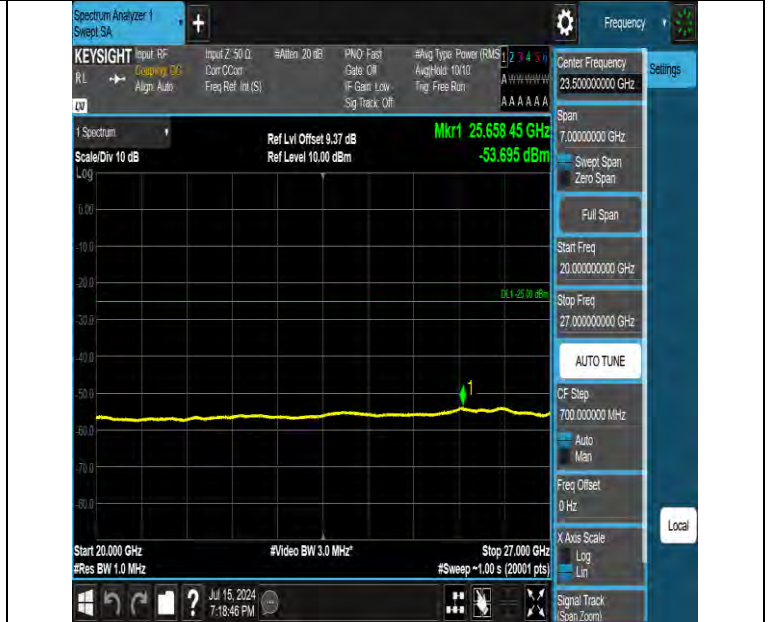 Spectrum Analyzer 1
Swept SA
+
Frequency
KEYSIGHT
RL
Input: RF
Coupling: DC
Align: Auto
Input Z: 50 Ω
Corr CCorr
Freq Ref: Int (S)
#Atten: 20 dB
PNO: Fast
Gate: Off
IF Gain: Low
Sig Track: Off
#Avg Type: Power (RMS
Avg|Hold: 10/10
Trig: Free Run
1 2 3 4 5 6
A W W W W W
A A A A A A
1 Spectrum
Scale/Div 10 dB
Log
Ref Lvl Offset 9.37 dB
Ref Level 10.00 dBm
Mkr1 25.658 45 GHz
-53.695 dBm
0.00
-10.0
-20.0
-30.0
-40.0
-50.0
-60.0
-70.0
-80.0
DL1 -25.00 dBm
1
Start 20.000 GHz
#Res BW 1.0 MHz
#Video BW 3.0 MHz*
Stop 27.000 GHz
#Sweep ~1.00 s (20001 pts)
Center Frequency
23.500000000 GHz
Settings
Span
7.00000000 GHz
Swept Span
Zero Span
Full Span
Start Freq
20.000000000 GHz
Stop Freq
27.000000000 GHz
AUTO TUNE
CF Step
700.000000 MHz
Auto
Man
Freq Offset
0 Hz
X Axis Scale
Log
Lin
Local
Signal Track
(Span Zoom)
?
Jul 15, 2024
7:18:46 PM